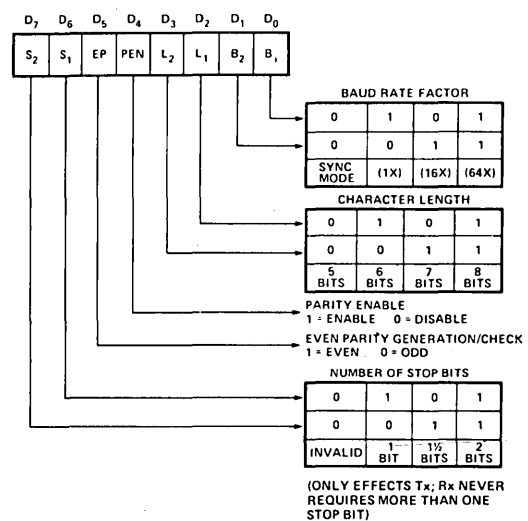 D7 D6 D5 D4 D3 D2 D1 D0
S2 S1 EP PEN L2 L1 B2 B1
BAUD RATE FACTOR
0 1 0 1
0 0 1 1
SYNC MODE (1X) (16X) (64X)
CHARACTER LENGTH
0 1 0 1
0 0 1 1
5 BITS 6 BITS 7 BITS 8 BITS
PARITY ENABLE
1 = ENABLE 0 = DISABLE
EVEN PARITY GENERATION/CHECK
1 = EVEN 0 = ODD
NUMBER OF STOP BITS
0 1 0 1
0 0 1 1
INVALID 1 BIT 1½ BITS 2 BITS
(ONLY EFFECTS Tx; Rx NEVER
REQUIRES MORE THAN ONE
STOP BIT)